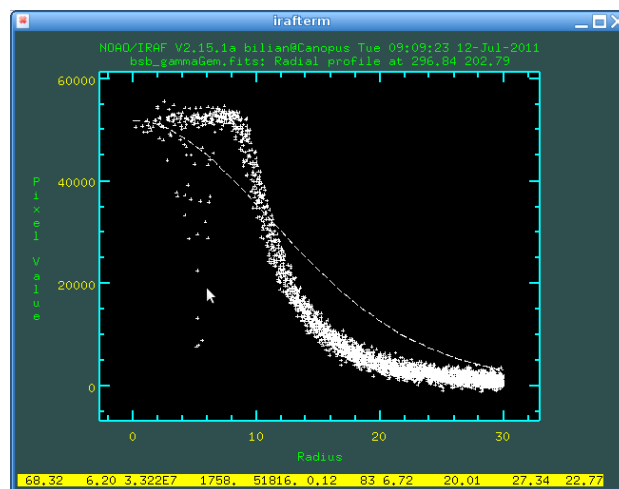 irafterm
NOAO/IRAF V2.15.1a bilian@Canopus Tue 09:09:23 12-Jul-2011
bsb_gammaGem.fits: Radial profile at 296.84 202.79
60000
40000
20000
0
Pixel Value
0 10 20 30
Radius
68.32 6.20 3.322E7 1758. 51816. 0.12 83 6.72 20.01 27.34 22.77